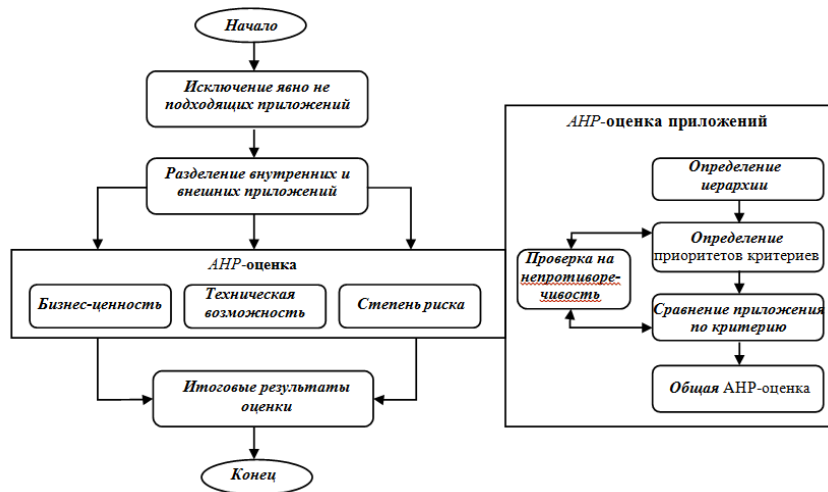 Начало
Исключение явно не
подходящих приложений
Разделение внутренних и
внешних приложений
AHP-оценка
Бизнес-ценность
Техническая
возможность
Степень риска
Итоговые результаты
оценки
Конец
AHP-оценка приложений
Определение
иерархии
Определение
приоритетов критериев
Проверка на
непротиворе-
чивость
Сравнение приложения
по критерию
Общая АНР-оценка